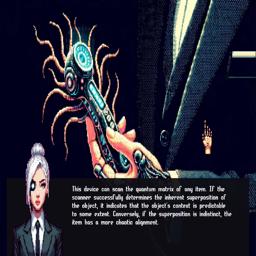 This device can scan the quantum matrix of any item. If the
scanner successfully determines the inherent superposition of
the object, it indicates that the object's context is predictable
to some extent. Conversely, if the superposition is indistinct, the
item has a more chaotic alignment.